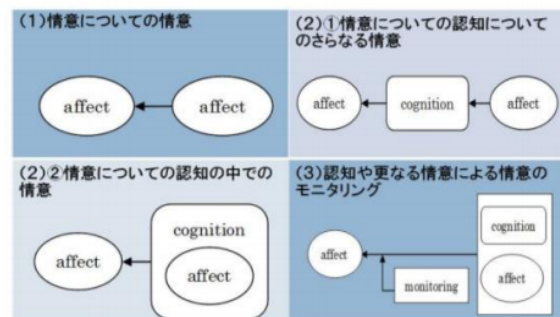 (1)情意についての情意
affect
affect
(2)①情意についての認知について
のさらなる情意
affect
cognition
affect
(2)②情意についての認知の中での
情意
affect
cognition
affect
(3)認知や更なる情意による情意の
モニタリング
affect
monitoring
cognition
affect